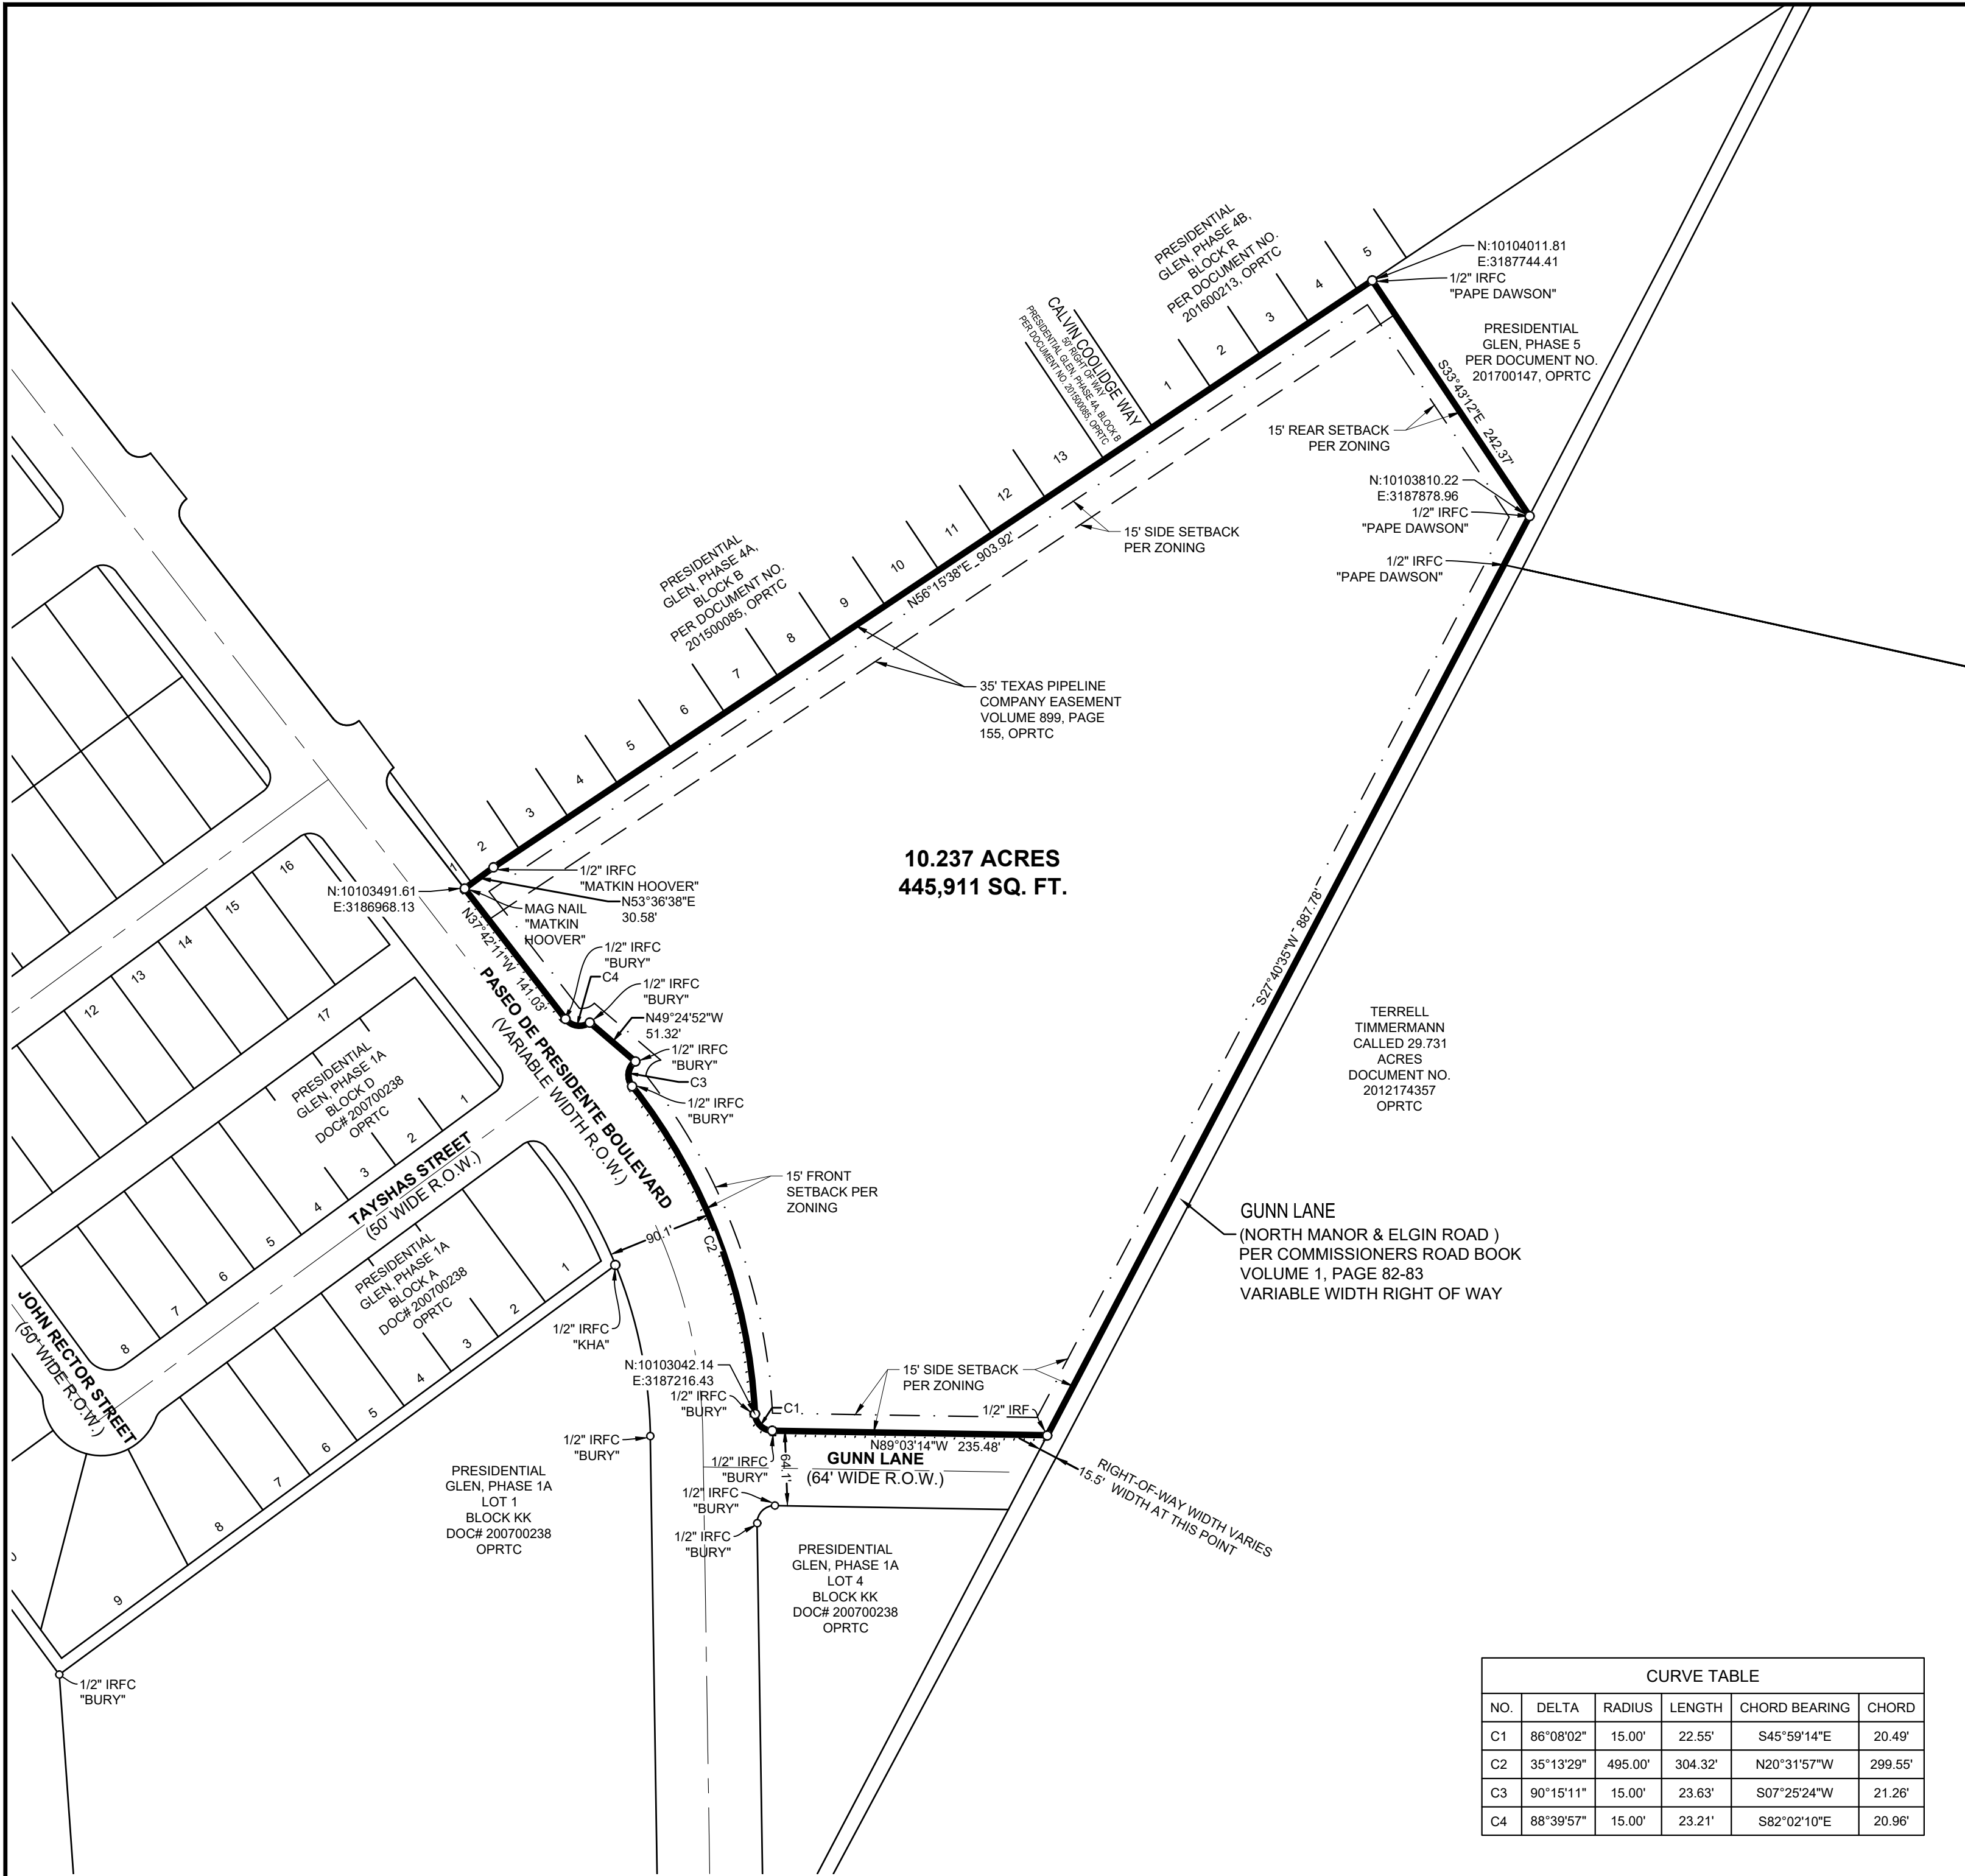 PRESIDENTIAL
GLEN, PHASE 4B,
BLOCK R
PER DOCUMENT NO.
201600213, OPRTC
5
4
3
2
1
N:10104011.81
E:3187744.41
1/2" IRFC
"PAPE DAWSON"
PRESIDENTIAL
GLEN, PHASE 5
PER DOCUMENT NO.
201700147, OPRTC
S33°43'12"E 242.37'
CALVIN COOLIDGE WAY
50' RIGHT OF WAY
PRESIDENTIAL GLEN, PHASE 4A, BLOCK B
PER DOCUMENT NO. 201500085, OPRTC
15' REAR SETBACK
PER ZONING
N:10103810.22
E:3187878.96
1/2" IRFC
"PAPE DAWSON"
1/2" IRFC
"PAPE DAWSON"
13
12
11
10
9
8
7
6
5
4
3
2
1
15' SIDE SETBACK
PER ZONING
N56°15'38"E 903.92'
PRESIDENTIAL
GLEN, PHASE 4A,
BLOCK B
PER DOCUMENT NO.
201500085, OPRTC
35' TEXAS PIPELINE
COMPANY EASEMENT
VOLUME 899, PAGE
155, OPRTC
10.237 ACRES
445,911 SQ. FT.
1/2" IRFC
"MATKIN HOOVER"
N53°36'38"E
30.58'
N:10103491.61
E:3186968.13
MAG NAIL
"MATKIN
HOOVER"
N37°42'11"W 141.03'
1/2" IRFC
"BURY"
C4
1/2" IRFC
"BURY"
N49°24'52"W
51.32'
1/2" IRFC
"BURY"
C3
1/2" IRFC
"BURY"
PASEO DE PRESIDENTE BOULEVARD
(VARIABLE WIDTH R.O.W.)
16
15
14
13
12
17
PRESIDENTIAL
GLEN, PHASE 1A
BLOCK D
DOC# 200700238
OPRTC
1
2
3
4
5
6
7
8
TAYSHAS STREET
(50' WIDE R.O.W.)
PRESIDENTIAL
GLEN, PHASE 1A
BLOCK A
DOC# 200700238
OPRTC
1
2
3
4
5
6
7
8
9
JOHN RECTOR STREET
(50' WIDE R.O.W.)
15' FRONT
SETBACK PER
ZONING
90.1'
C2
1/2" IRFC
"KHA"
S27°40'35"W 887.78'
TERRELL
TIMMERMANN
CALLED 29.731
ACRES
DOCUMENT NO.
2012174357
OPRTC
GUNN LANE
(NORTH MANOR & ELGIN ROAD )
PER COMMISSIONERS ROAD BOOK
VOLUME 1, PAGE 82-83
VARIABLE WIDTH RIGHT OF WAY
N:10103042.14
E:3187216.43
1/2" IRFC
"BURY"
C1
15' SIDE SETBACK
PER ZONING
1/2" IRF
N89°03'14"W 235.48'
GUNN LANE
(64' WIDE R.O.W.)
64.1'
1/2" IRFC
"BURY"
1/2" IRFC
"BURY"
1/2" IRFC
"BURY"
1/2" IRFC
"BURY"
RIGHT-OF-WAY WIDTH VARIES
15.5' WIDTH AT THIS POINT
PRESIDENTIAL
GLEN, PHASE 1A
LOT 1
BLOCK KK
DOC# 200700238
OPRTC
PRESIDENTIAL
GLEN, PHASE 1A
LOT 4
BLOCK KK
DOC# 200700238
OPRTC
1/2" IRFC
"BURY"
CURVE TABLE
NO. DELTA RADIUS LENGTH CHORD BEARING CHORD
C1 86°08'02" 15.00' 22.55' S45°59'14"E 20.49'
C2 35°13'29" 495.00' 304.32' N20°31'57"W 299.55'
C3 90°15'11" 15.00' 23.63' S07°25'24"W 21.26'
C4 88°39'57" 15.00' 23.21' S82°02'10"E 20.96'